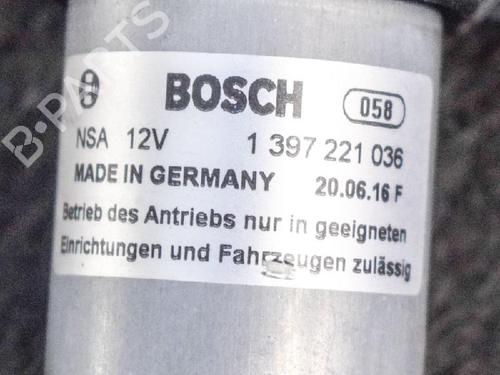 BOSCH 058
NSA 12V 1 397 221 036
MADE IN GERMANY 20.06.16 F
Betrieb des Antriebs nur in geeigneten
Einrichtungen und Fahrzeugen zulässig
B-PARTS